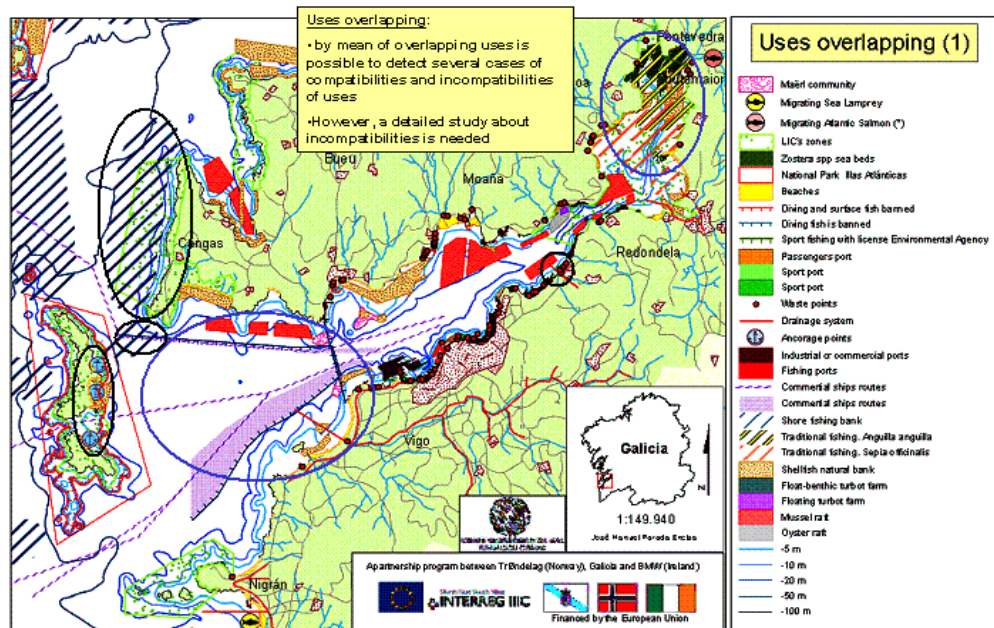 Uses overlapping:
• by mean of overlapping uses is
possible to detect several cases of
compatibilities and incompatibilities
of uses
• However, a detailed study about
incompatibilities is needed
Pontevedra
Bueu
Moaña
Cangas
Redondela
Vigo
Nigrán
Galicia
N
1:149.940
Apartnership program between TrØndelag (Norway), Galicia and BMW (Ireland)
INTERREG IIIC
Financed by the European Union
Uses overlapping (1)
Maërl community
Migrating Sea Lamprey
Migrating Atlantic Salmon (*)
LIC's zones
Zostera spp sea beds
National Park Illas Atlánticas
Beaches
Diving and surface fish banned
Diving fish is banned
Sport fishing with license Environmental Agency
Passengers port
Sport port
Sport port
Waste points
Drainage system
Ancorage points
Industrial or commercial ports
Fishing ports
Commertial ships routes
Commertial ships routes
Shore fishing bank
Traditional fishing. Anguilla anguilla
Traditional fishing. Sepia officinalis
Shellfish natural bank
Float-benthic turbot farm
Floating turbot farm
Mussel raft
Oyster raft
-5 m
-10 m
-20 m
-50 m
-100 m